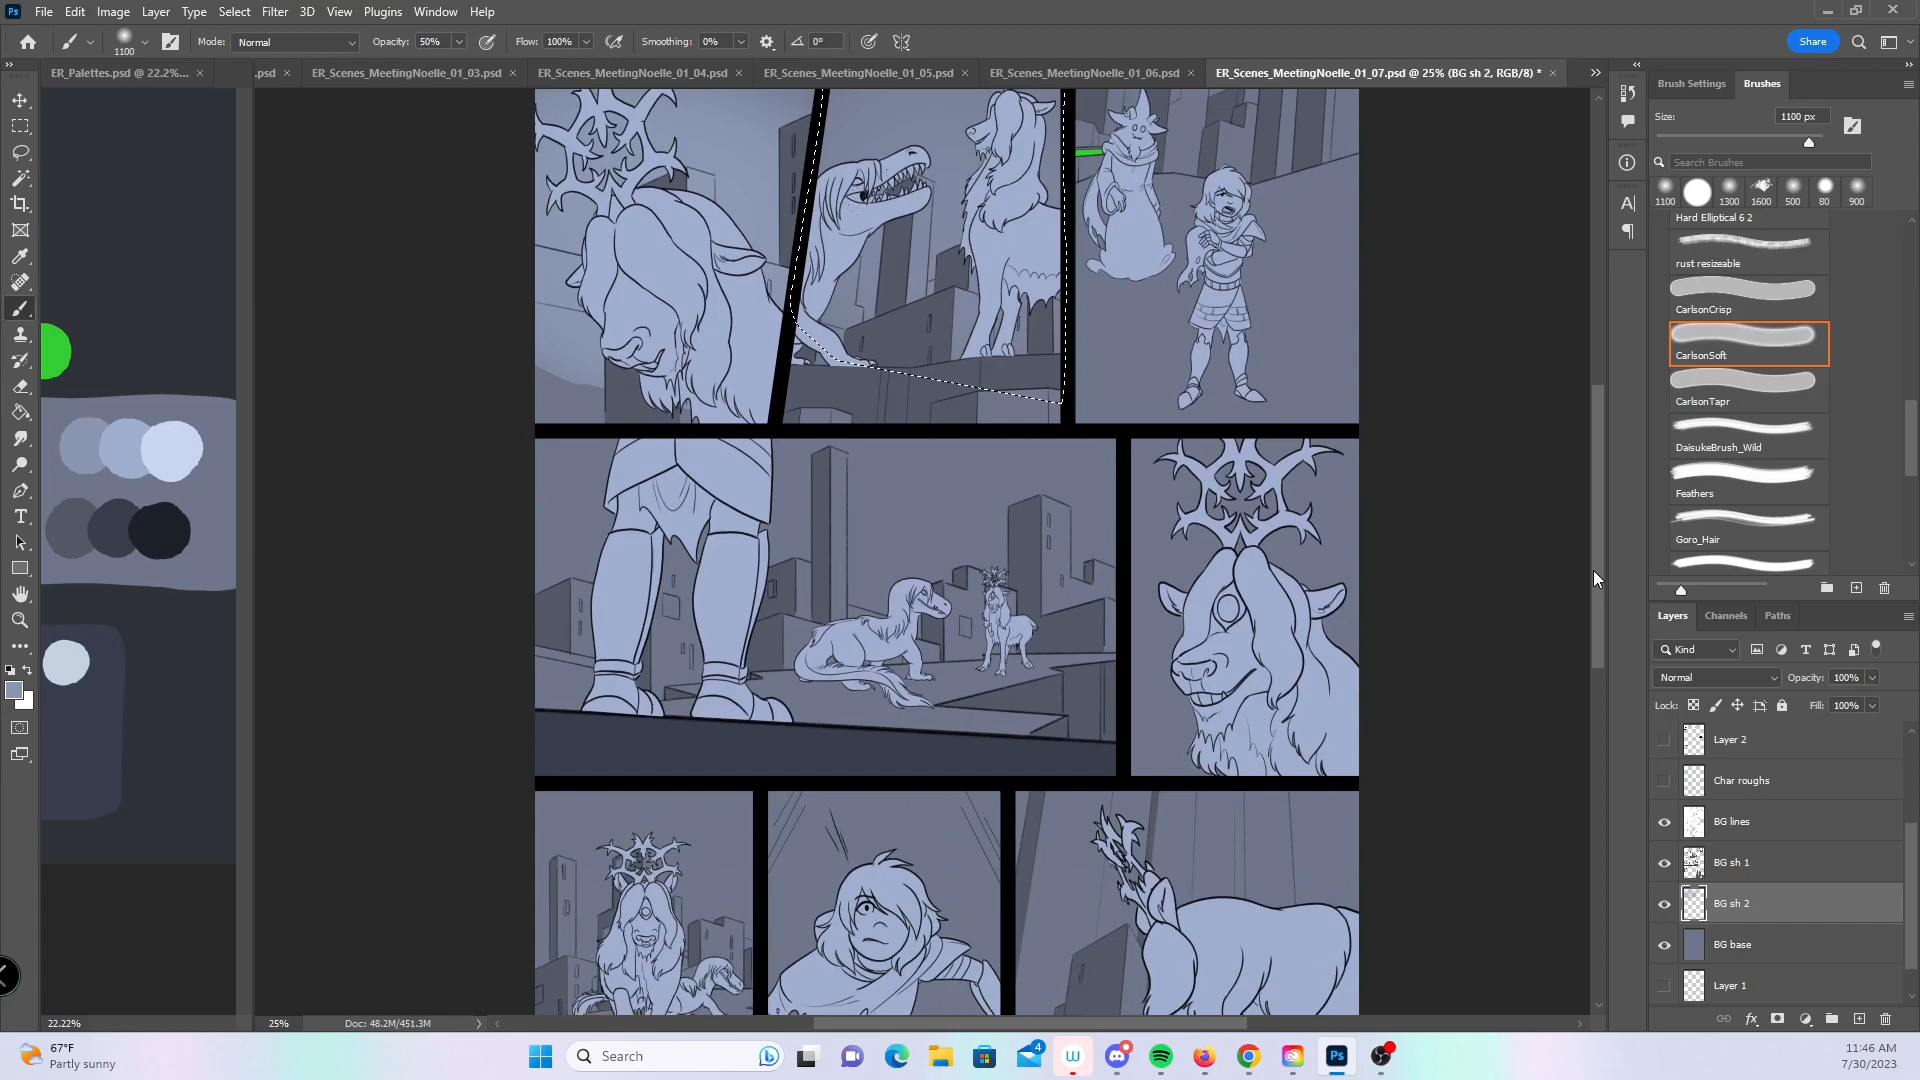 Ps File Edit Image Layer Type Select Filter 3D View Plugins Window Help
1100 Mode: Normal Opacity: 50% Flow: 100% Smoothing: 0% 0° Share
ER_Palettes.psd @ 22.2%... .psd ER_Scenes_MeetingNoelle_01_03.psd ER_Scenes_MeetingNoelle_01_04.psd ER_Scenes_MeetingNoelle_01_05.psd ER_Scenes_MeetingNoelle_01_06.psd ER_Scenes_MeetingNoelle_01_07.psd @ 25% (BG sh 2, RGB/8) *
Brush Settings Brushes
Size: 1100 px
Search Brushes
1100 1300 1600 500 80 900
Hard Elliptical 6 2
rust resizeable
CarlsonCrisp
CarlsonSoft
CarlsonTapr
DaisukeBrush_Wild
Feathers
Goro_Hair
Layers Channels Paths
Kind
Normal Opacity: 100%
Lock: Fill: 100%
Layer 2
Char roughs
BG lines
BG sh 1
BG sh 2
BG base
Layer 1
22.22% 25% Doc: 48.2M/451.3M
67°F
Partly sunny
Search
4
Ps
11:46 AM
7/30/2023